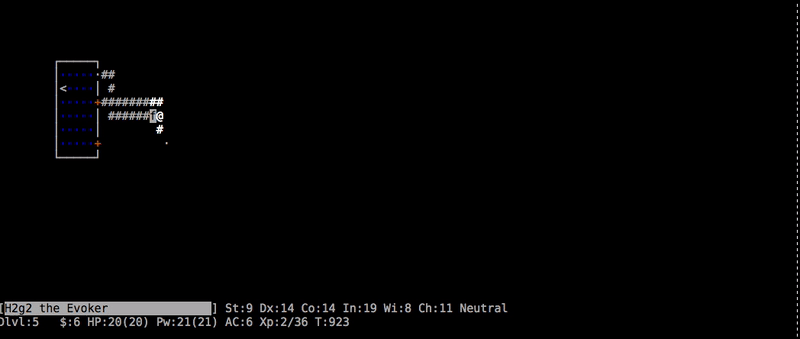 ·##
< #
+#########
######f@
#
+ ·
[H2g2 the Evoker ] St:9 Dx:14 Co:14 In:19 Wi:8 Ch:11 Neutral
Dlvl:5 $:6 HP:20(20) Pw:21(21) AC:6 Xp:2/36 T:923